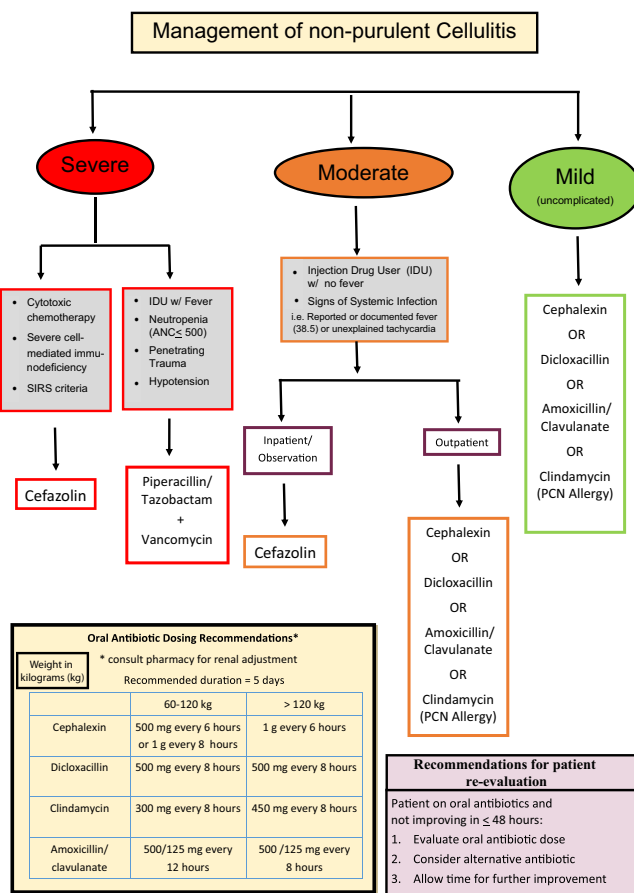 Management of non-purulent Cellulitis
Severe
Moderate
Mild
(uncomplicated)
• Cytotoxic
chemotherapy
• Severe cell-
mediated immu-
nodeficiency
• SIRS criteria
• IDU w/ Fever
• Neutropenia
(ANC≤ 500)
• Penetrating
Trauma
• Hypotension
• Injection Drug User (IDU)
w/ no fever
• Signs of Systemic Infection
i.e. Reported or documented fever
(38.5) or unexplained tachycardia
Cephalexin
OR
Dicloxacillin
OR
Amoxicillin/
Clavulanate
OR
Clindamycin
(PCN Allergy)
Inpatient/
Observation
Outpatient
Cefazolin
Piperacillin/
Tazobactam
+
Vancomycin
Cefazolin
Cephalexin
OR
Dicloxacillin
OR
Amoxicillin/
Clavulanate
OR
Clindamycin
(PCN Allergy)
Oral Antibiotic Dosing Recommendations*
* consult pharmacy for renal adjustment
Recommended duration = 5 days
Weight in
kilograms (kg)
60-120 kg > 120 kg
Cephalexin 500 mg every 6 hours 1 g every 6 hours
or 1 g every 8 hours
Dicloxacillin 500 mg every 8 hours 500 mg every 8 hours
Clindamycin 300 mg every 8 hours 450 mg every 8 hours
Amoxicillin/ 500/125 mg every 500 /125 mg every
clavulanate 12 hours 8 hours
Recommendations for patient
re-evaluation
Patient on oral antibiotics and
not improving in ≤ 48 hours:
1. Evaluate oral antibiotic dose
2. Consider alternative antibiotic
3. Allow time for further improvement